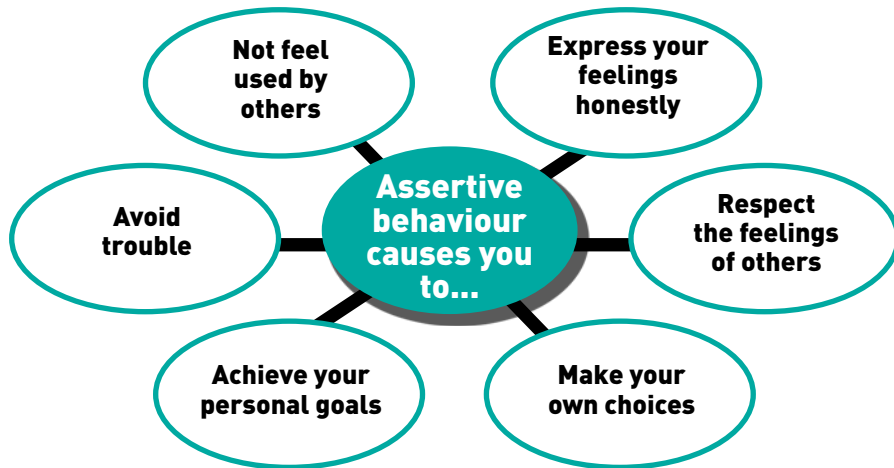 Not feel
used by
others
Express your
feelings
honestly
Assertive
behaviour
causes you
to...
Avoid
trouble
Respect
the feelings
of others
Achieve your
personal goals
Make your
own choices